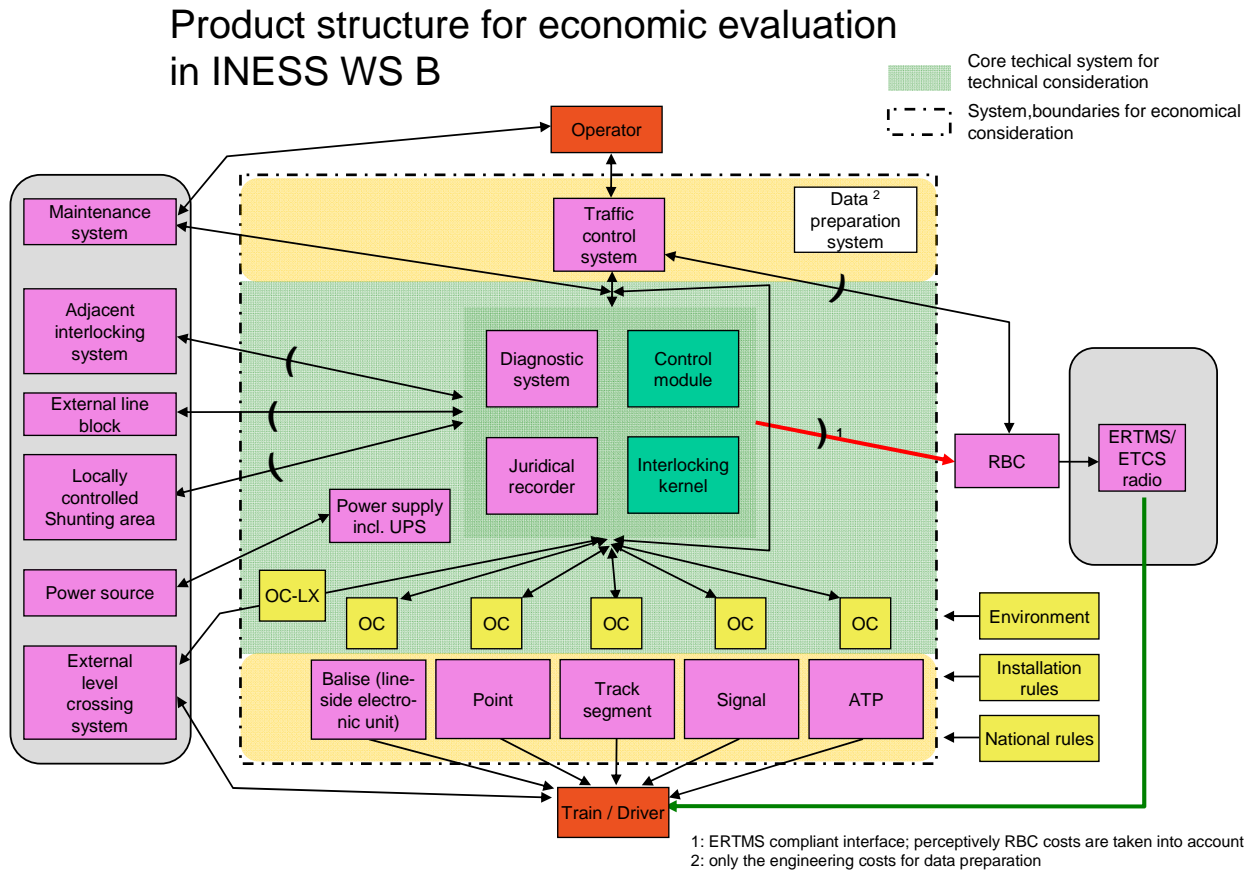 Product structure for economic evaluation
in INESS WS B
Core techical system for
technical consideration
System,boundaries for economical
consideration
Operator
Maintenance
system
Traffic
control
system
Data 2
preparation
system
)
Adjacent
interlocking
system
(
Diagnostic
system
Control
module
External line
block
(
) 1
Locally
controlled
Shunting area
(
Juridical
recorder
Interlocking
kernel
RBC
ERTMS/
ETCS
radio
Power supply
incl. UPS
Power source
OC-LX
OC
OC
OC
OC
OC
Environment
External
level
crossing
system
Balise (line-
side electro-
nic unit)
Point
Track
segment
Signal
ATP
Installation
rules
National rules
Train / Driver
1: ERTMS compliant interface; perceptively RBC costs are taken into account
2: only the engineering costs for data preparation